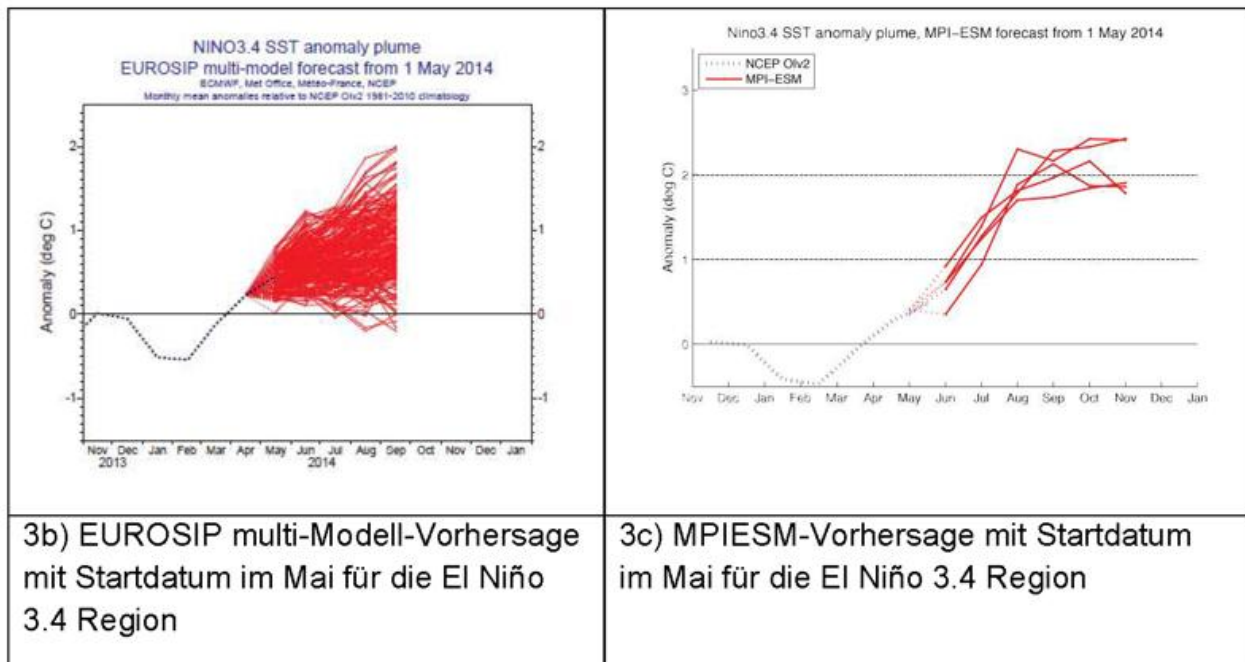 NINO3.4 SST anomaly plume
EUROSIP multi-model forecast from 1 May 2014
ECMWF, Met Office, Météo-France, NCEP
Monthly mean anomalies relative to NCEP OIv2 1981-2010 climatology
Anomaly (deg C)
2
1
0
-1
2
1
0
-1
Nov Dec Jan Feb Mar Apr May Jun Jul Aug Sep Oct Nov Dec Jan
2013 2014
Nino3.4 SST anomaly plume, MPI-ESM forecast from 1 May 2014
NCEP OIv2
MPI-ESM
Anomaly (deg C)
3
2
1
0
Nov Dec Jan Feb Mar Apr May Jun Jul Aug Sep Oct Nov Dec Jan
3b) EUROSIP multi-Modell-Vorhersage
mit Startdatum im Mai für die El Niño
3.4 Region
3c) MPIESM-Vorhersage mit Startdatum
im Mai für die El Niño 3.4 Region